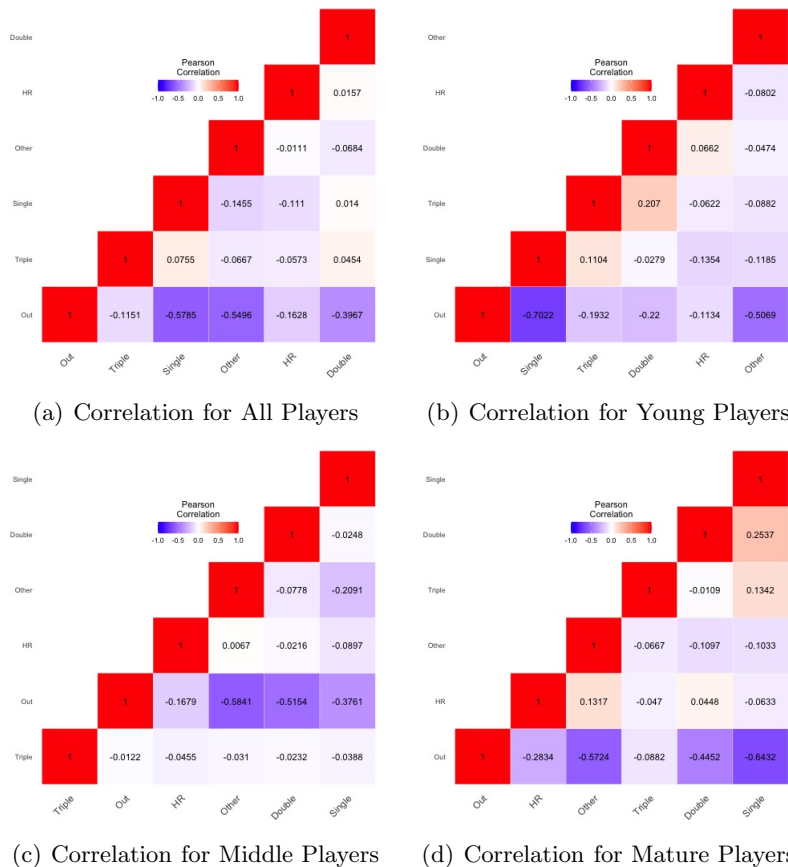 Double 1
Pearson
Correlation
-1.0 -0.5 0.0 0.5 1.0
HR 1 0.0157
Other 1 -0.0111 -0.0684
Single 1 -0.1455 -0.111 0.014
Triple 1 0.0755 -0.0667 -0.0573 0.0454
Out 1 -0.1151 -0.5785 -0.5496 -0.1628 -0.3967
Out Triple Single Other HR Double
(a) Correlation for All Players
Other 1
Pearson
Correlation
-1.0 -0.5 0.0 0.5 1.0
HR 1 -0.0802
Double 1 0.0662 -0.0474
Triple 1 0.207 -0.0622 -0.0882
Single 1 0.1104 -0.0279 -0.1354 -0.1185
Out 1 -0.7022 -0.1932 -0.22 -0.1134 -0.5069
Out Single Triple Double HR Other
(b) Correlation for Young Players
Single 1
Pearson
Correlation
-1.0 -0.5 0.0 0.5 1.0
Double 1 -0.0248
Other 1 -0.0778 -0.2091
HR 1 0.0067 -0.0216 -0.0897
Out 1 -0.1679 -0.5841 -0.5154 -0.3761
Triple 1 -0.0122 -0.0455 -0.031 -0.0232 -0.0388
Triple Out HR Other Double Single
(c) Correlation for Middle Players
Single 1
Pearson
Correlation
-1.0 -0.5 0.0 0.5 1.0
Double 1 0.2537
Triple 1 -0.0109 0.1342
Other 1 -0.0667 -0.1097 -0.1033
HR 1 0.1317 -0.047 0.0448 -0.0633
Out 1 -0.2834 -0.5724 -0.0882 -0.4452 -0.6432
Out HR Other Triple Double Single
(d) Correlation for Mature Players